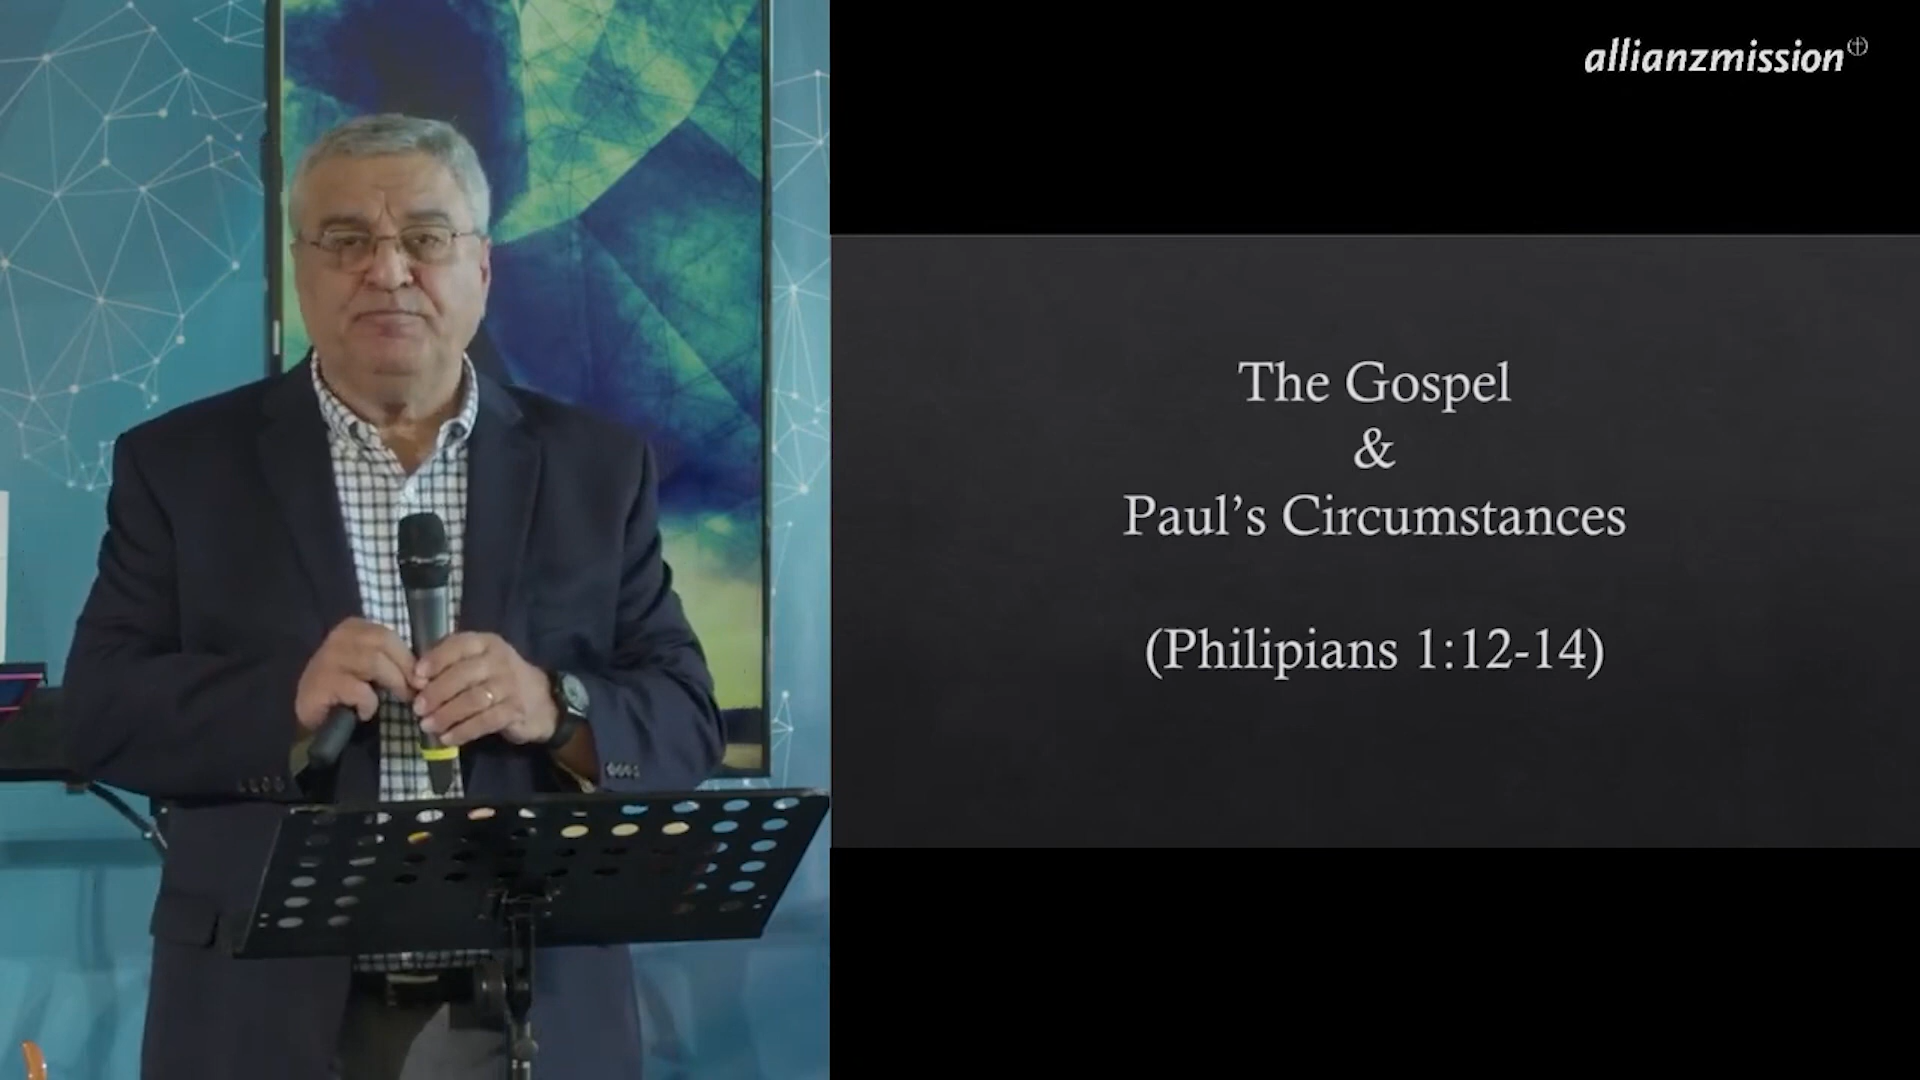 allianzmission
The Gospel
&
Paul’s Circumstances
(Philipians 1:12-14)